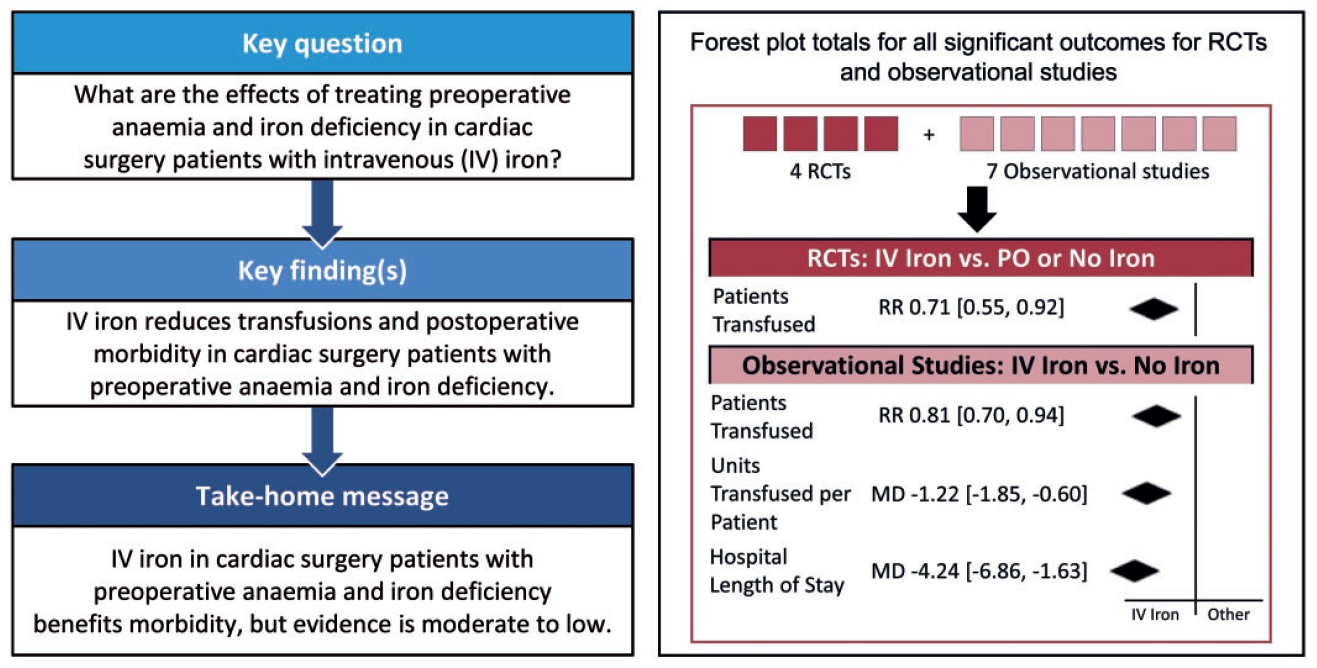 Key question
What are the effects of treating preoperative
anaemia and iron deficiency in cardiac
surgery patients with intravenous (IV) iron?
Key finding(s)
IV iron reduces transfusions and postoperative
morbidity in cardiac surgery patients with
preoperative anaemia and iron deficiency.
Take-home message
IV iron in cardiac surgery patients with
preoperative anaemia and iron deficiency
benefits morbidity, but evidence is moderate to low.
Forest plot totals for all significant outcomes for RCTs
and observational studies
+
4 RCTs
7 Observational studies
RCTs: IV Iron vs. PO or No Iron
Patients
Transfused
RR 0.71 [0.55, 0.92]
Observational Studies: IV Iron vs. No Iron
Patients
Transfused
RR 0.81 [0.70, 0.94]
Units
Transfused per
Patient
MD -1.22 [-1.85, -0.60]
Hospital
Length of Stay
MD -4.24 [-6.86, -1.63]
IV Iron
Other